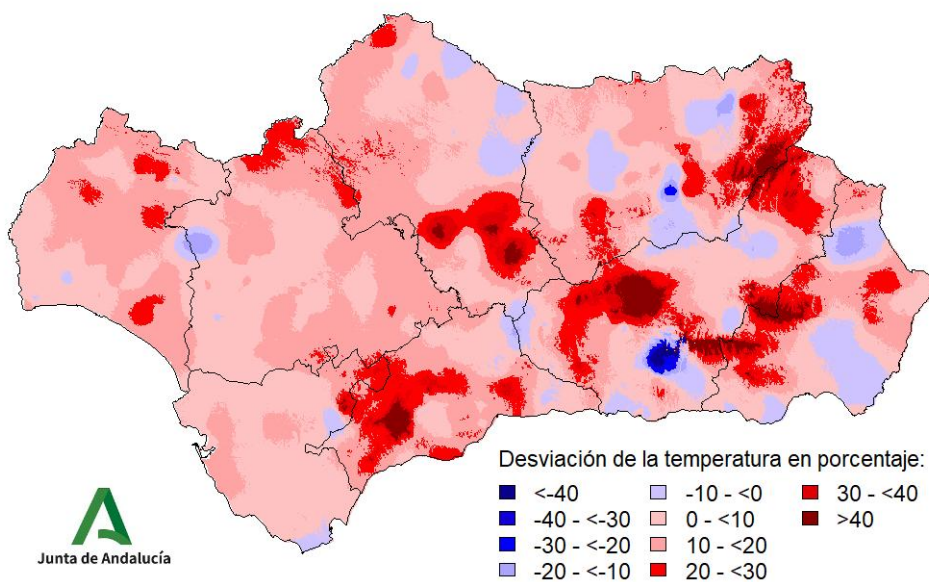 Desviación de la temperatura en porcentaje:
<-40 -10 - <0 30 - <40
-40 - <-30 0 - <10 >40
-30 - <-20 10 - <20
-20 - <-10 20 - <30
Junta de Andalucía